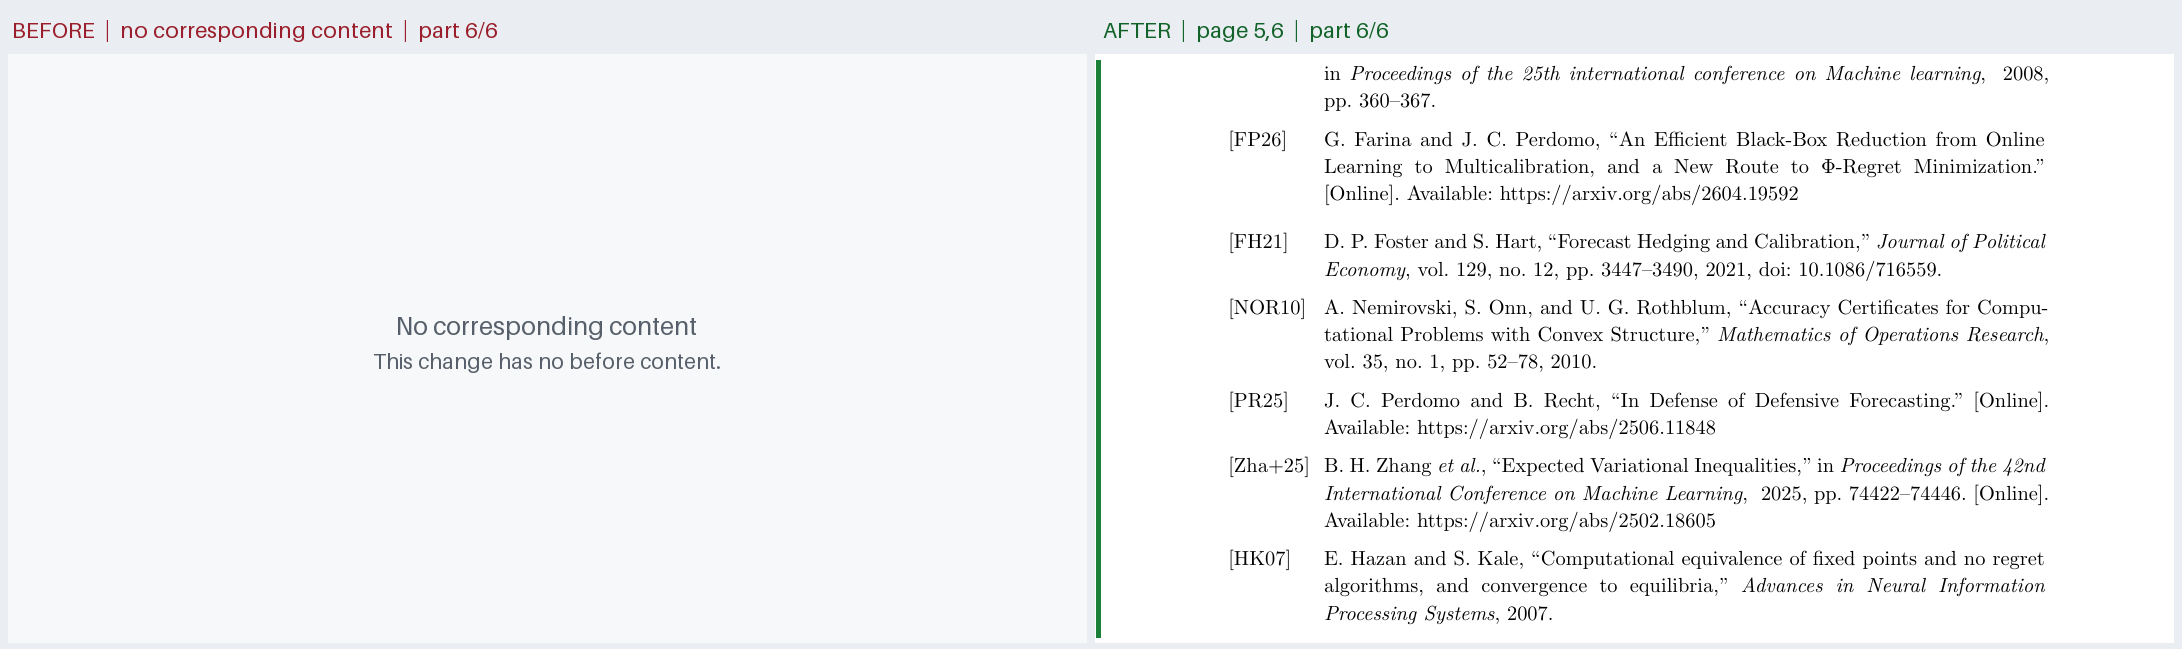 BEFORE | no corresponding content | part 6/6
No corresponding content
This change has no before content.
AFTER | page 5,6 | part 6/6
in Proceedings of the 25th international conference on Machine learning, 2008,
pp. 360–367.
[FP26] G. Farina and J. C. Perdomo, “An Efficient Black-Box Reduction from Online
Learning to Multicalibration, and a New Route to Φ-Regret Minimization.”
[Online]. Available: https://arxiv.org/abs/2604.19592
[FH21] D. P. Foster and S. Hart, “Forecast Hedging and Calibration,” Journal of Political
Economy, vol. 129, no. 12, pp. 3447–3490, 2021, doi: 10.1086/716559.
[NOR10] A. Nemirovski, S. Onn, and U. G. Rothblum, “Accuracy Certificates for Compu-
tational Problems with Convex Structure,” Mathematics of Operations Research,
vol. 35, no. 1, pp. 52–78, 2010.
[PR25] J. C. Perdomo and B. Recht, “In Defense of Defensive Forecasting.” [Online].
Available: https://arxiv.org/abs/2506.11848
[Zha+25] B. H. Zhang et al., “Expected Variational Inequalities,” in Proceedings of the 42nd
International Conference on Machine Learning, 2025, pp. 74422–74446. [Online].
Available: https://arxiv.org/abs/2502.18605
[HK07] E. Hazan and S. Kale, “Computational equivalence of fixed points and no regret
algorithms, and convergence to equilibria,” Advances in Neural Information
Processing Systems, 2007.